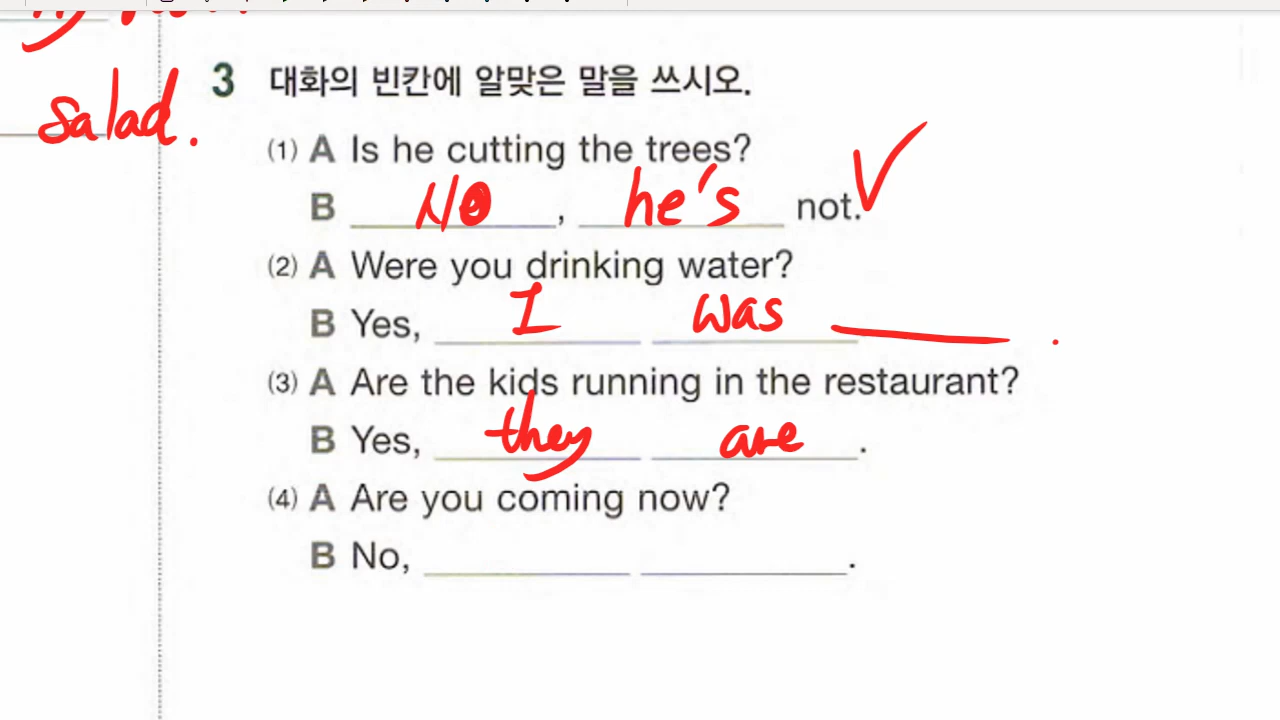 salad.
3 대화의 빈칸에 알맞은 말을 쓰시오.
(1) A Is he cutting the trees?
B No, he's not.
(2) A Were you drinking water?
B Yes, I was .
(3) A Are the kids running in the restaurant?
B Yes, they are.
(4) A Are you coming now?
B No, .